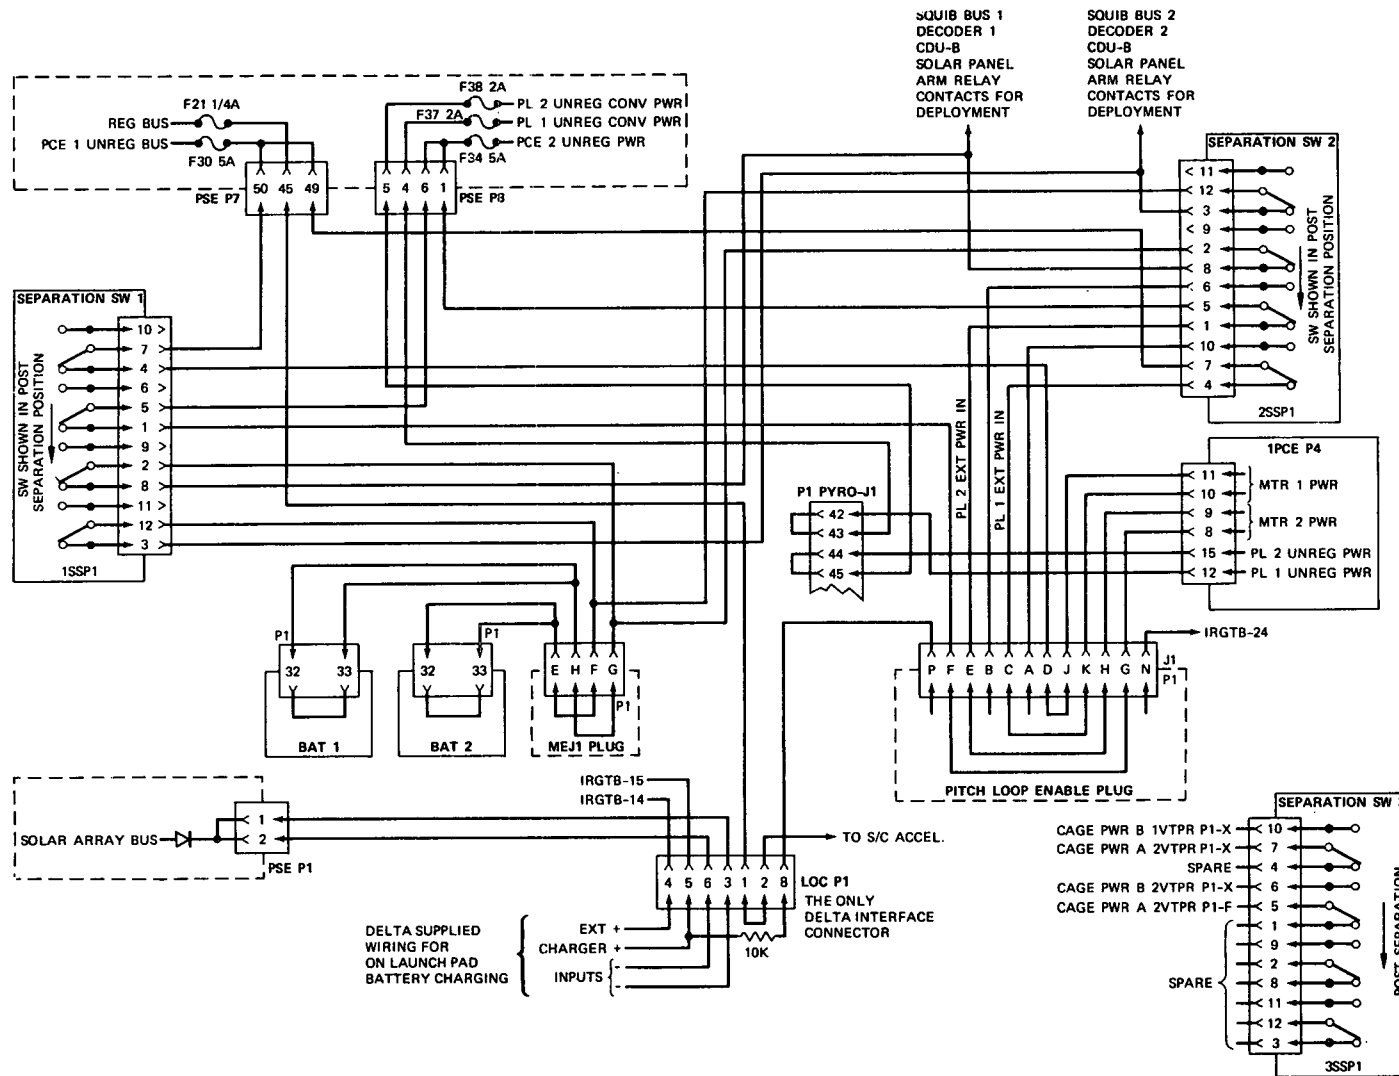 SQUIB BUS 1
DECODER 1
CDU-B
SOLAR PANEL
ARM RELAY
CONTACTS FOR
DEPLOYMENT
SQUIB BUS 2
DECODER 2
CDU-B
SOLAR PANEL
ARM RELAY
CONTACTS FOR
DEPLOYMENT
F38 2A
PL 2 UNREG CONV PWR
F21 1/4A
F37 2A
PL 1 UNREG CONV PWR
REG BUS
PCE 1 UNREG BUS
PCE 2 UNREG PWR
F30 5A
F34 5A
50 45 49
5 4 6 1
PSE P7
PSE P8
SEPARATION SW 2
11
12
3
9
2
8
6
5
1
10
7
4
SW SHOWN IN POST
SEPARATION POSITION
2SSP1
SEPARATION SW 1
10
7
4
6
5
1
9
2
8
11
12
3
SW SHOWN IN POST
SEPARATION POSITION
1SSP1
PL 2 EXT PWR IN
PL 1 EXT PWR IN
1PCE P4
11
10
9
8
15
12
MTR 1 PWR
MTR 2 PWR
PL 2 UNREG PWR
PL 1 UNREG PWR
P1 PYRO-J1
42
43
44
45
P1
32 33
BAT 1
P1
32 33
BAT 2
E H F G
P1
MEJ1 PLUG
IRGTB-24
P F E B C A D J K H G N
J1
P1
PITCH LOOP ENABLE PLUG
IRGTB-15
IRGTB-14
SOLAR ARRAY BUS
1
2
PSE P1
TO S/C ACCEL.
4 5 6 3 1 2 8
LOC P1
THE ONLY
DELTA INTERFACE
CONNECTOR
10K
DELTA SUPPLIED
WIRING FOR
ON LAUNCH PAD
BATTERY CHARGING
EXT +
CHARGER +
INPUTS
-
-
SEPARATION SW
CAGE PWR B 1VTPR P1-X
CAGE PWR A 2VTPR P1-X
SPARE
CAGE PWR B 2VTPR P1-X
CAGE PWR A 2VTPR P1-F
SPARE
10
7
4
6
5
1
9
2
8
11
12
3
POST SEPARATION
3SSP1